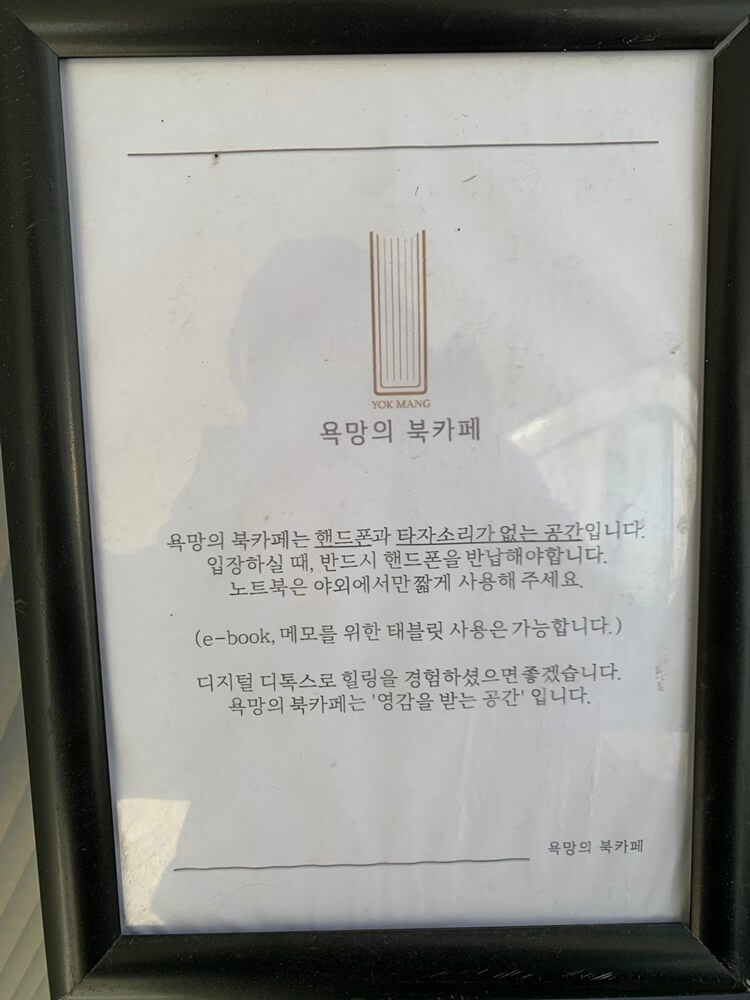 YOK MANG
욕망의 북카페
욕망의 북카페는 핸드폰과 타자소리가 없는 공간입니다.
입장하실 때, 반드시 핸드폰을 반납해야합니다.
노트북은 야외에서만 짧게 사용해 주세요.
(e-book, 메모를 위한 태블릿 사용은 가능합니다.)
디지털 디톡스로 힐링을 경험하셨으면 좋겠습니다.
욕망의 북카페는 '영감을 받는 공간' 입니다.
욕망의 북카페